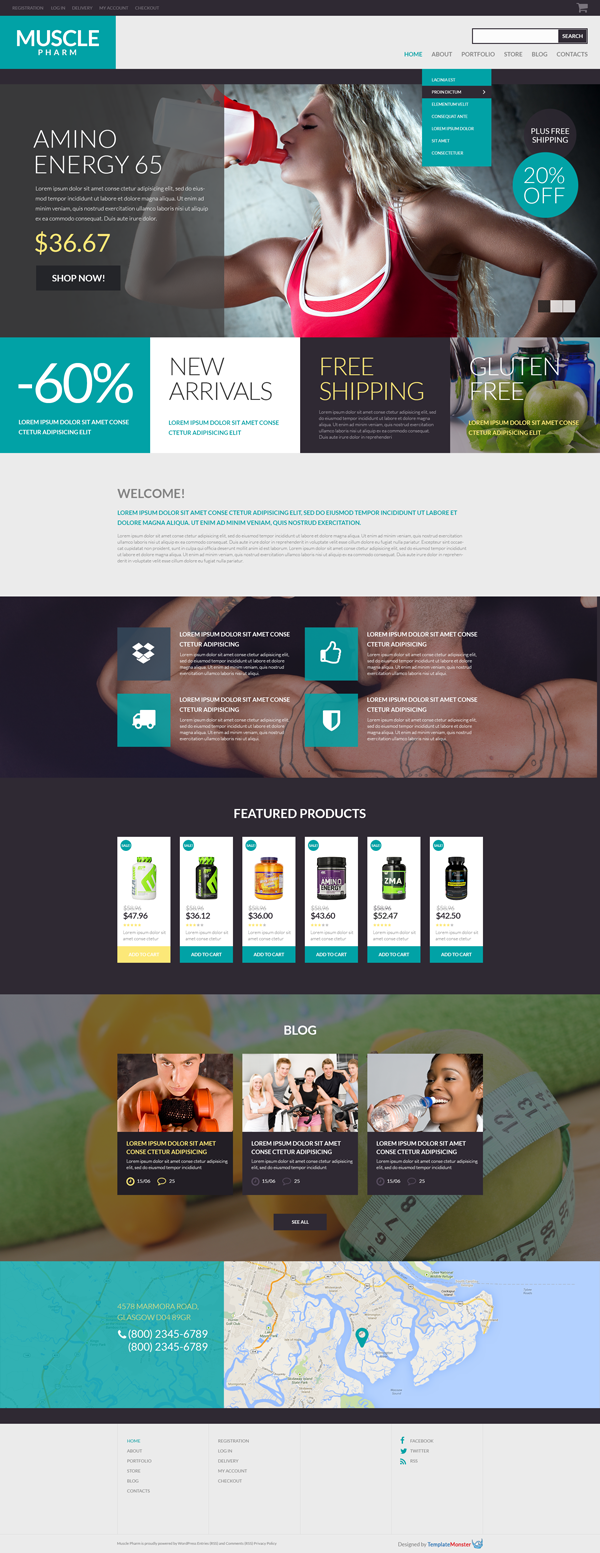 REGISTRATION LOG IN DELIVERY MY ACCOUNT CHECKOUT
MUSCLE
PHARM
SEARCH
HOME ABOUT PORTFOLIO STORE BLOG CONTACTS
LACINIA EST
PROIN DICTUM
ELEMENTUM VELIT
CONSEQUAT ANTE
LOREM IPSUM DOLOR
SIT AMET
CONSECTETUER
AMINO
ENERGY 65
Lorem ipsum dolor sit amet conse ctetur adipisicing elit, sed do eius-
mod tempor incididunt ut labore et dolore magna aliqua. Ut enim ad
minim veniam, quis nostrud exercitation ullamco laboris nisi ut aliquip
ex ea commodo consequat. Duis aute irure dolor.
$36.67
SHOP NOW!
PLUS FREE
SHIPPING
20%
OFF
-60%
LOREM IPSUM DOLOR SIT AMET CONSE
CTETUR ADIPISICING ELIT
NEW
ARRIVALS
LOREM IPSUM DOLOR SIT AMET CONSE
CTETUR ADIPISICING ELIT
FREE
SHIPPING
Lorem ipsum dolor sit amet conse ctetur adipisicing elit, sed
do eiusmod tempor incididunt ut labore et dolore magna
aliqua. Ut enim ad minim veniam, quis nostrud exercitation
ullamco laboris nisi ut aliquip ex ea commodo consequat.
Duis aute irure dolor in reprehenderi
GLUTEN
FREE
LOREM IPSUM DOLOR SIT AMET CONSE
CTETUR ADIPISICING ELIT
WELCOME!
LOREM IPSUM DOLOR SIT AMET CONSE CTETUR ADIPISICING ELIT, SED DO EIUSMOD TEMPOR INCIDIDUNT UT LABORE ET
DOLORE MAGNA ALIQUA. UT ENIM AD MINIM VENIAM, QUIS NOSTRUD EXERCITATION.
LOREM IPSUM DOLOR SIT AMET CONSE
CTETUR ADIPISICING
Lorem ipsum dolor sit amet conse ctetur adipisicing
elit, sed do eiusmod tempor incididunt ut labore et
dolore magna aliqua. Ut enim ad minim veniam, quis
nostrud exercitation ullamco laboris nisi ut aliqui
LOREM IPSUM DOLOR SIT AMET CONSE
CTETUR ADIPISICING
Lorem ipsum dolor sit amet conse ctetur adipisicing
elit, sed do eiusmod tempor incididunt ut labore et
dolore magna aliqua. Ut enim ad minim veniam, quis
nostrud exercitation ullamco laboris nisi ut aliqui
LOREM IPSUM DOLOR SIT AMET CONSE
CTETUR ADIPISICING
Lorem ipsum dolor sit amet conse ctetur adipisicing
elit, sed do eiusmod tempor incididunt ut labore et
dolore magna aliqua. Ut enim ad minim veniam, quis
nostrud exercitation ullamco laboris nisi ut aliqui
LOREM IPSUM DOLOR SIT AMET CONSE
CTETUR ADIPISICING
Lorem ipsum dolor sit amet conse ctetur adipisicing
elit, sed do eiusmod tempor incididunt ut labore et
dolore magna aliqua. Ut enim ad minim veniam, quis
nostrud exercitation ullamco laboris nisi ut aliqui
FEATURED PRODUCTS
SALE! SALE! SALE! SALE! SALE! SALE!
AMINO
ENERGY
ZMA
$58.96 $58.96 $58.96 $58.96 $58.96 $58.96
$47.96 $36.12 $36.00 $43.60 $52.47 $42.50
Lorem ipsum dolor sit
amet conse ctetur
Lorem ipsum dolor sit
amet conse ctetur
Lorem ipsum dolor sit
amet conse ctetur
Lorem ipsum dolor sit
amet conse ctetur
Lorem ipsum dolor sit
amet conse ctetur
Lorem ipsum dolor sit
amet conse ctetur
ADD TO CART ADD TO CART ADD TO CART ADD TO CART ADD TO CART ADD TO CART
BLOG
LOREM IPSUM DOLOR SIT AMET
CONSE CTETUR ADIPISICING
Lorem ipsum dolor sit amet conse ctetur adipisicing
elit, sed do eiusmod tempor incididunt
15/06 25
LOREM IPSUM DOLOR SIT AMET
CONSE CTETUR ADIPISICING
Lorem ipsum dolor sit amet conse ctetur adipisicing
elit, sed do eiusmod tempor incididunt
15/06 25
LOREM IPSUM DOLOR SIT AMET
CONSE CTETUR ADIPISICING
Lorem ipsum dolor sit amet conse ctetur adipisicing
elit, sed do eiusmod tempor incididunt
15/06 25
SEE ALL
4578 MARMORA ROAD,
GLASGOW D04 89GR
(800) 2345-6789
(800) 2345-6789
HOME
ABOUT
PORTFOLIO
STORE
BLOG
CONTACTS
REGISTRATION
LOG IN
DELIVERY
MY ACCOUNT
CHECKOUT
FACEBOOK
TWITTER
RSS
Muscle Pharm is proudly powered by WordPress Entries (RSS) and Comments (RSS) Privacy Policy
Designed by TemplateMonster